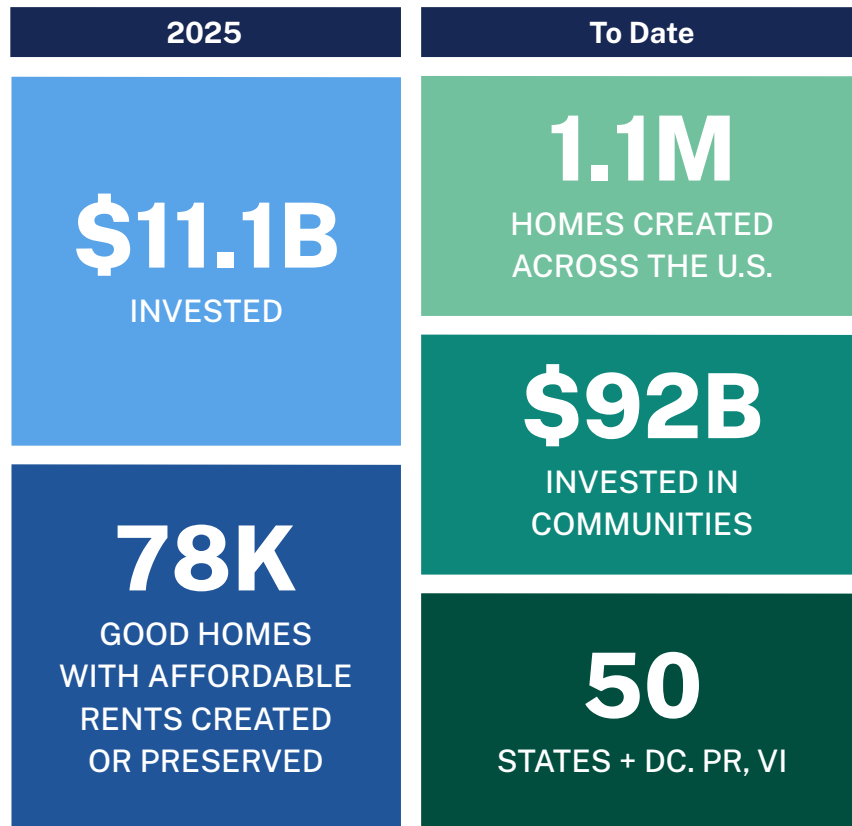 2025
$11.1B
INVESTED
78K
GOOD HOMES
WITH AFFORDABLE
RENTS CREATED
OR PRESERVED
To Date
1.1M
HOMES CREATED
ACROSS THE U.S.
$92B
INVESTED IN
COMMUNITIES
50
STATES + DC. PR, VI